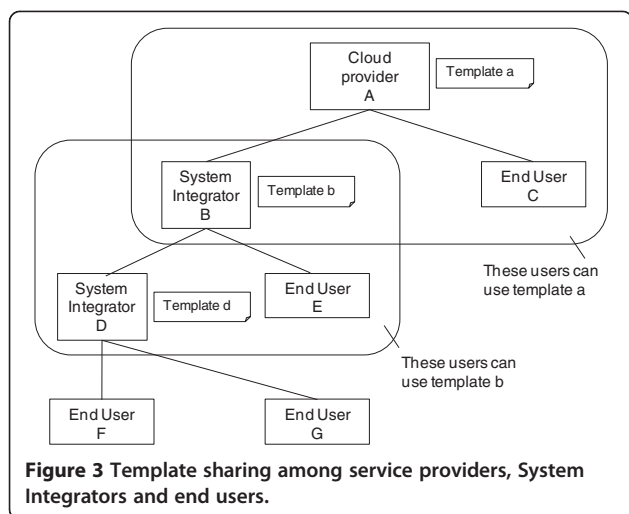 Cloud
provider
A
Template a
System
Integrator
B
Template b
End User
C
These users can
use template a
System
Integrator
D
Template d
End User
E
These users can
use template b
End User
F
End User
G
Figure 3 Template sharing among service providers, System
Integrators and end users.